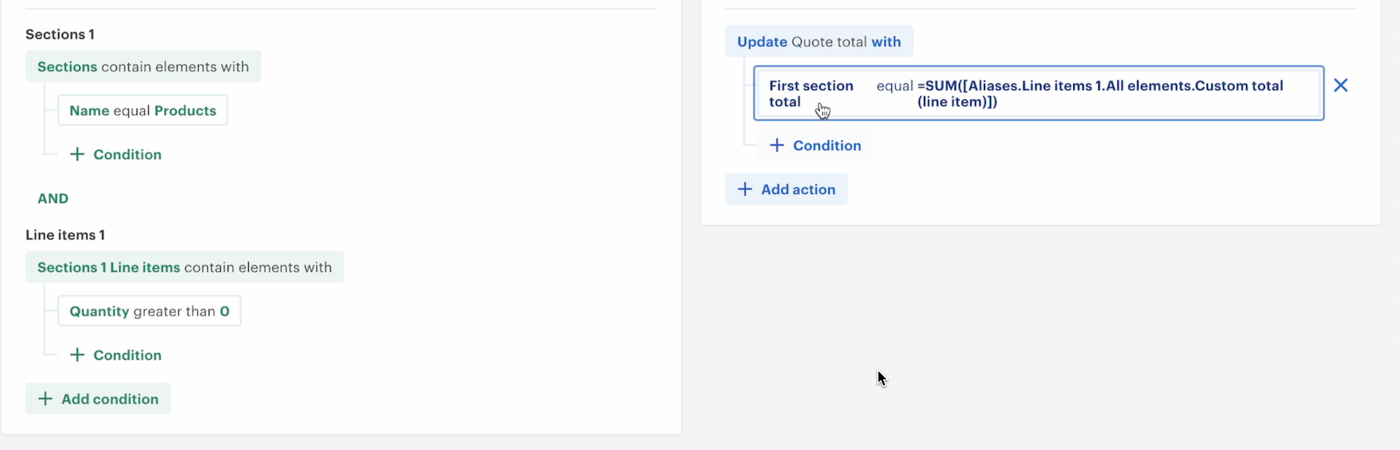 Sections 1
Sections contain elements with
Name equal Products
+ Condition
AND
Line items 1
Sections 1 Line items contain elements with
Quantity greater than 0
+ Condition
+ Add condition
Update Quote total with
First section equal =SUM([Aliases.Line items 1.All elements.Custom total
total (line item)])
+ Condition
+ Add action